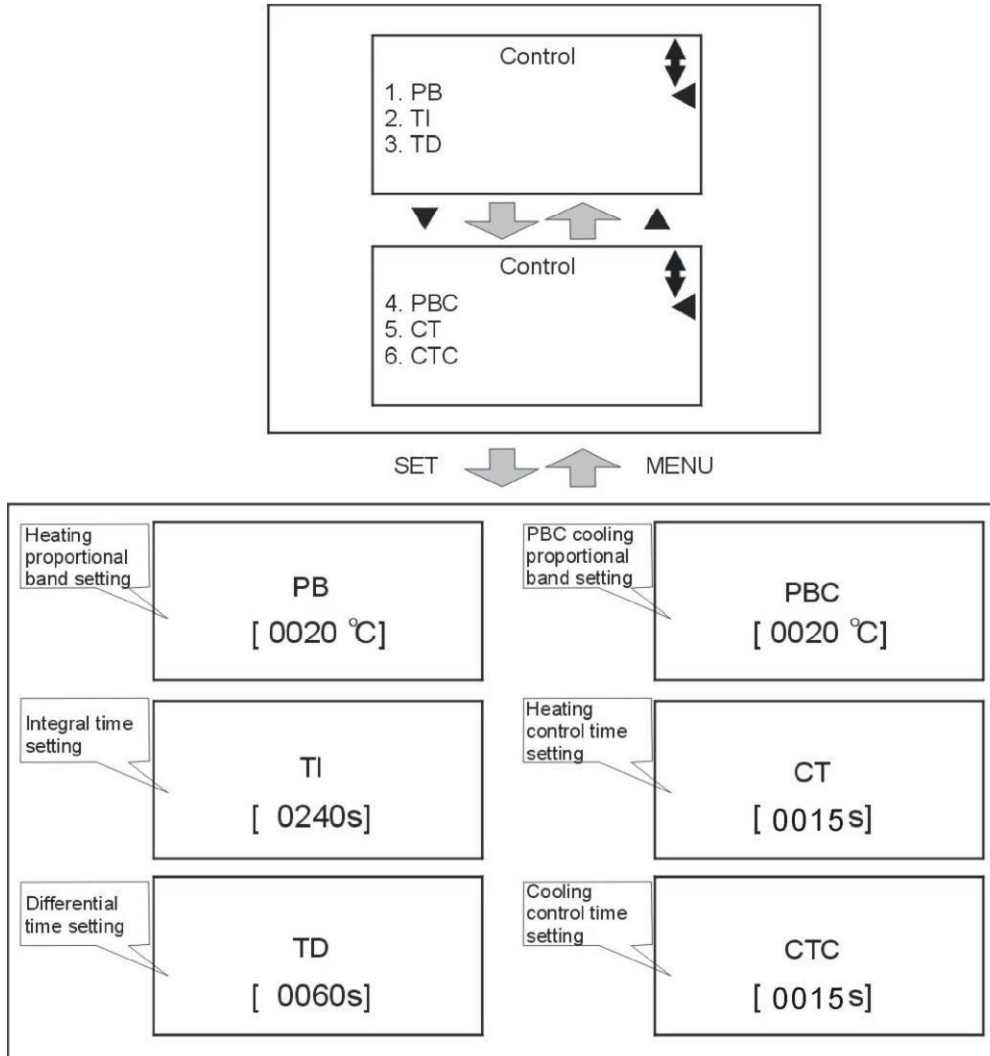 Control
1. PB
2. TI
3. TD
Control
4. PBC
5. CT
6. CTC
SET
MENU
Heating
proportional
band setting
PB
[ 0020 °C]
PBC cooling
proportional
band setting
PBC
[ 0020 °C]
Integral time
setting
TI
[ 0240s]
Heating
control time
setting
CT
[ 0015s]
Differential
time setting
TD
[ 0060s]
Cooling
control time
setting
CTC
[ 0015s]